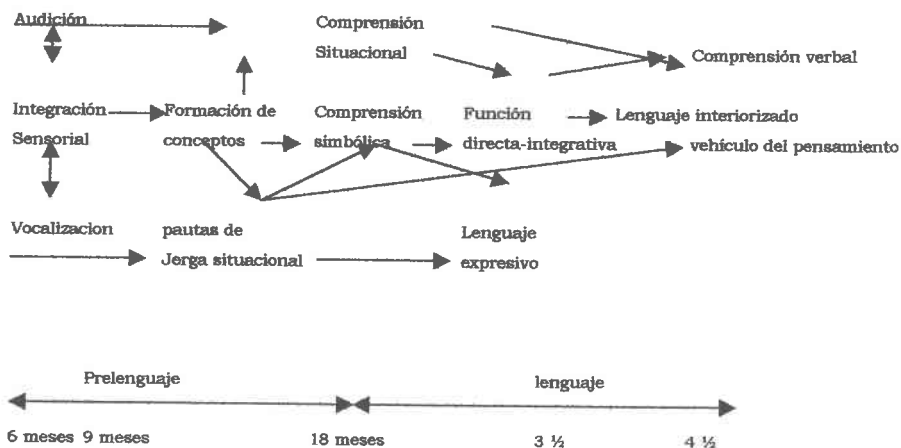 Audición Comprensión
Situacional Comprensión verbal
Integración Formación de Comprensión Función Lenguaje interiorizado
Sensorial conceptos simbólica directa-integrativa vehículo del pensamiento
Vocalizacion pautas de Lenguaje
Jerga situacional expresivo
Prelenguaje lenguaje
6 meses 9 meses 18 meses 3 ½ 4 ½